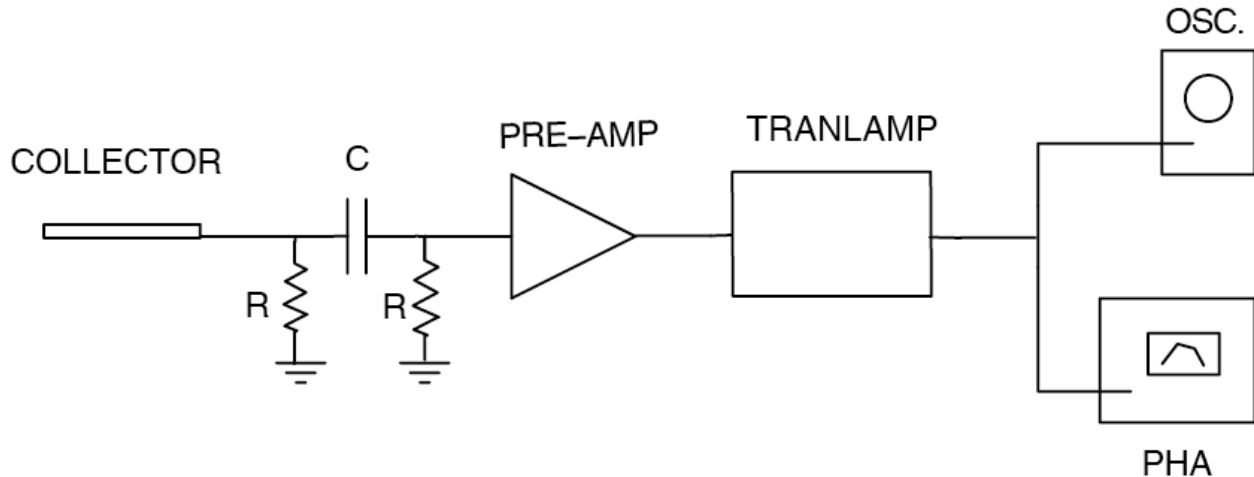 OSC.
PRE-AMP
TRANLAMP
COLLECTOR
C
R
R
PHA